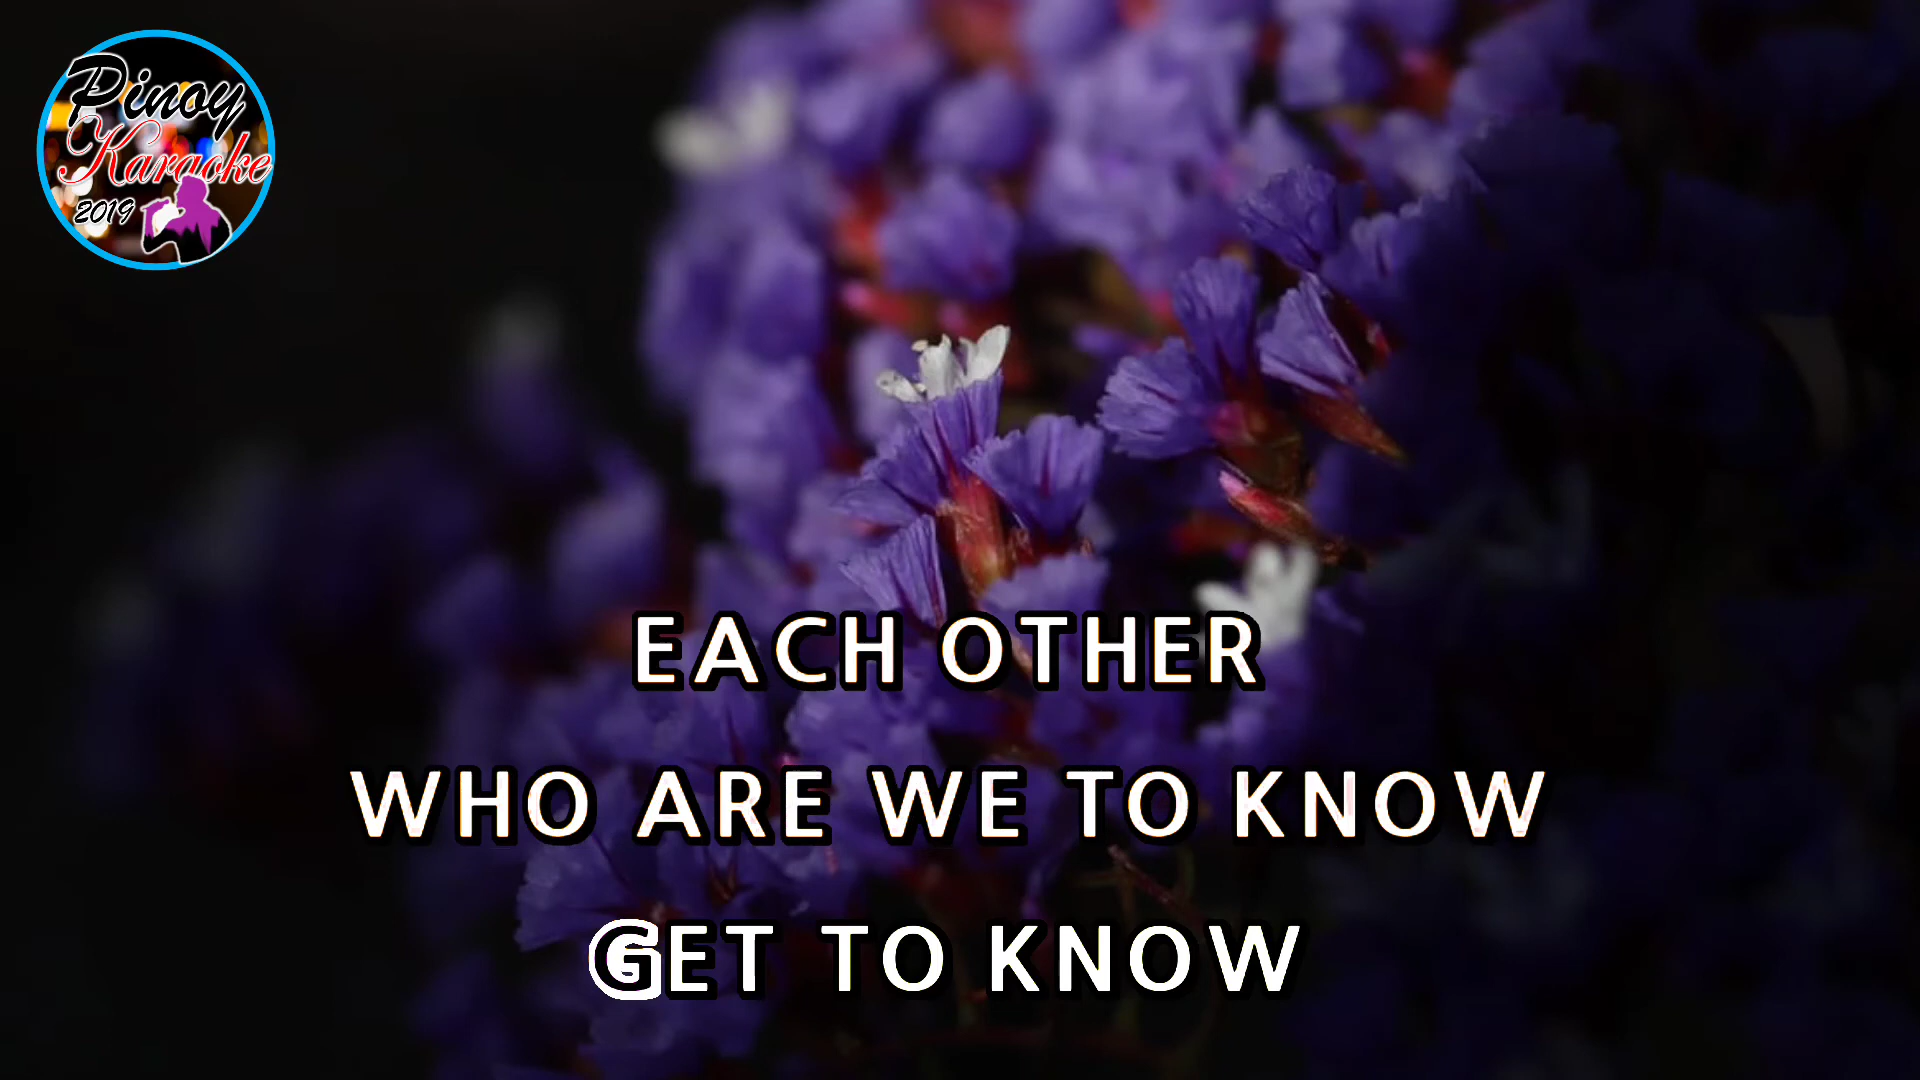 Pinoy
Karaoke
2019
EACH OTHER
WHO ARE WE TO KNOW
GET TO KNOW